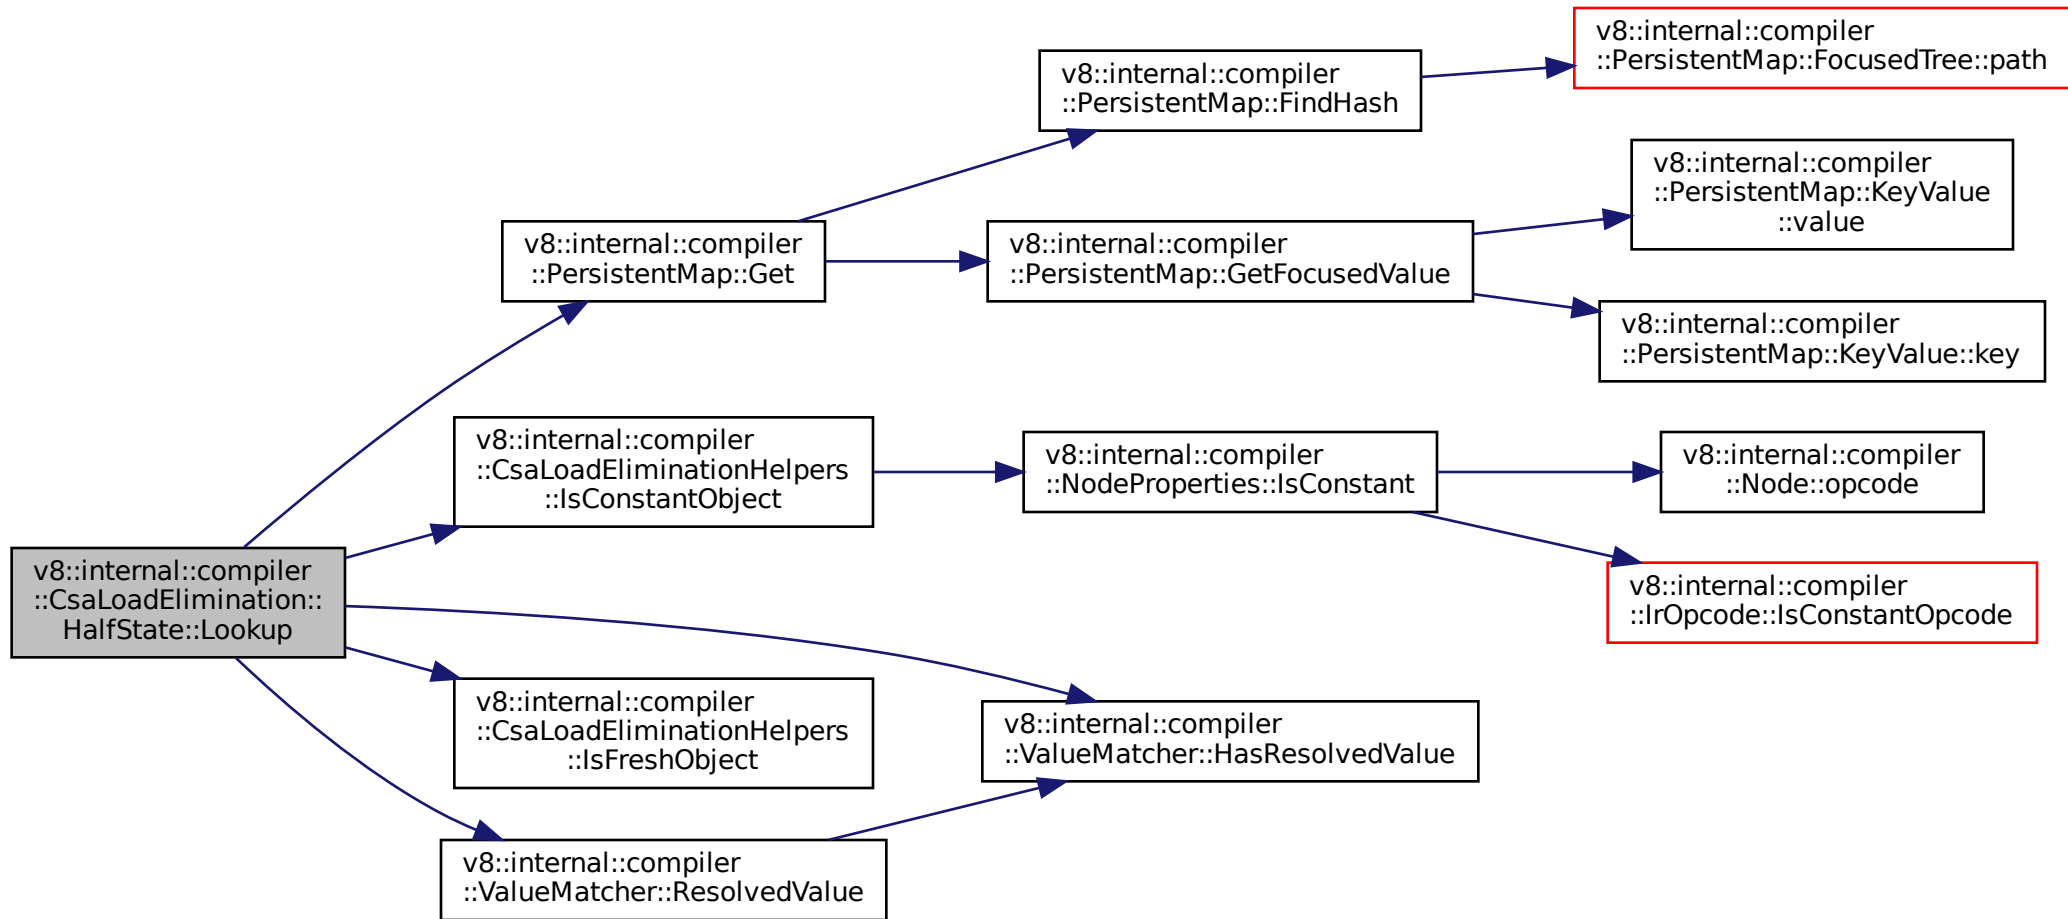 v8::internal::compiler
::PersistentMap::FocusedTree::path
v8::internal::compiler
::PersistentMap::FindHash
v8::internal::compiler
::PersistentMap::KeyValue
::value
v8::internal::compiler
::PersistentMap::Get
v8::internal::compiler
::PersistentMap::GetFocusedValue
v8::internal::compiler
::PersistentMap::KeyValue::key
v8::internal::compiler
::CsaLoadEliminationHelpers
::IsConstantObject
v8::internal::compiler
::NodeProperties::IsConstant
v8::internal::compiler
::Node::opcode
v8::internal::compiler
::CsaLoadElimination::
HalfState::Lookup
v8::internal::compiler
::IrOpcode::IsConstantOpcode
v8::internal::compiler
::CsaLoadEliminationHelpers
::IsFreshObject
v8::internal::compiler
::ValueMatcher::HasResolvedValue
v8::internal::compiler
::ValueMatcher::ResolvedValue